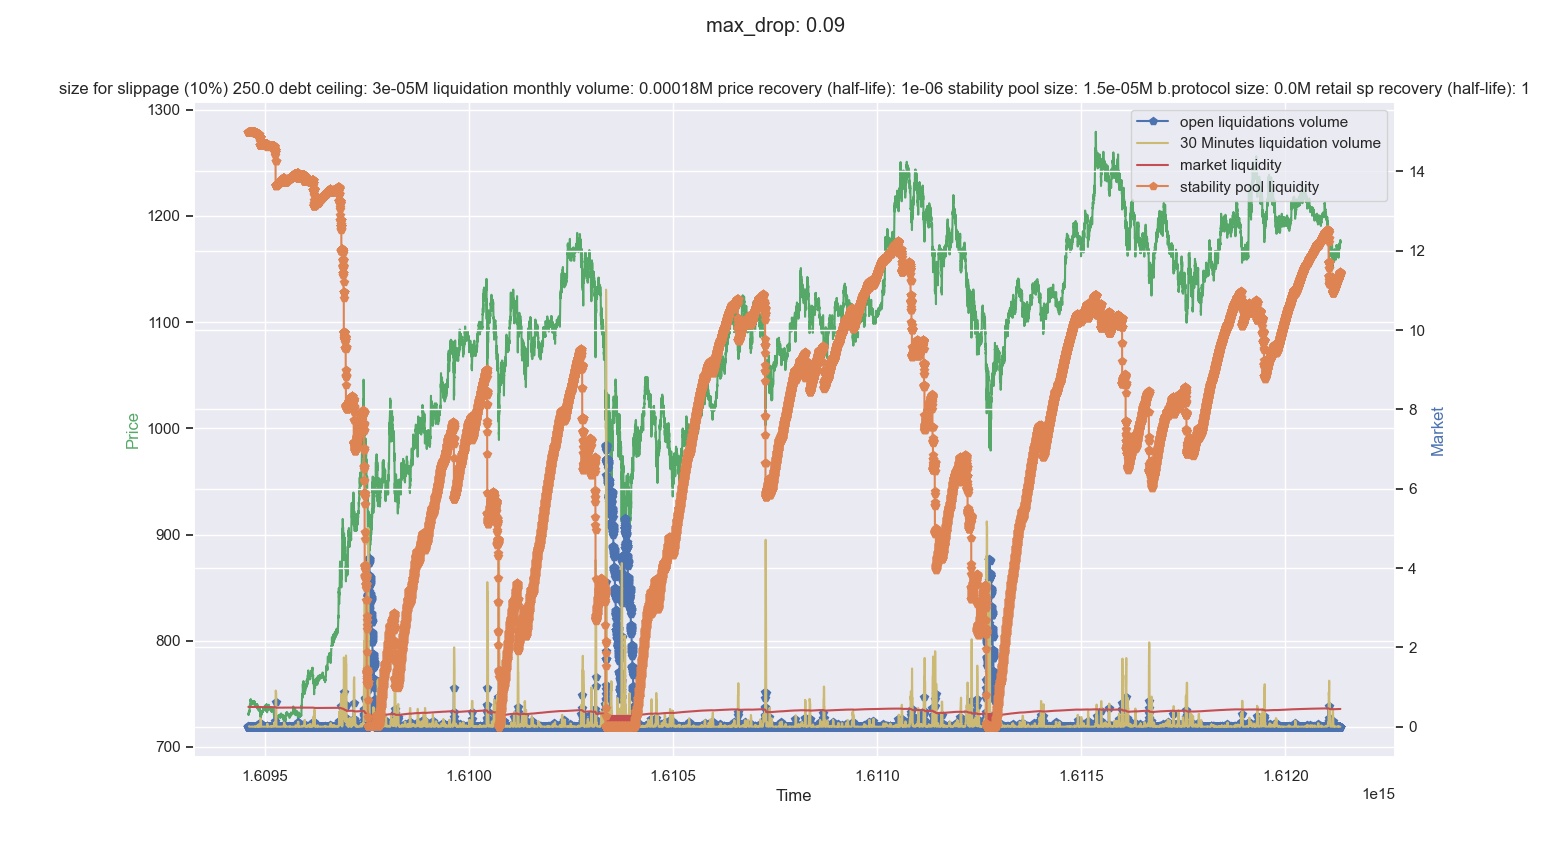 max_drop: 0.09
size for slippage (10%) 250.0 debt ceiling: 3e-05M liquidation monthly volume: 0.00018M price recovery (half-life): 1e-06 stability pool size: 1.5e-05M b.protocol size: 0.0M retail sp recovery (half-life): 1
open liquidations volume
30 Minutes liquidation volume
market liquidity
stability pool liquidity
1300
1200
1100
1000
900
800
700
Price
14
12
10
8
6
4
2
0
Market
1.6095 1.6100 1.6105 1.6110 1.6115 1.6120
Time
1e15